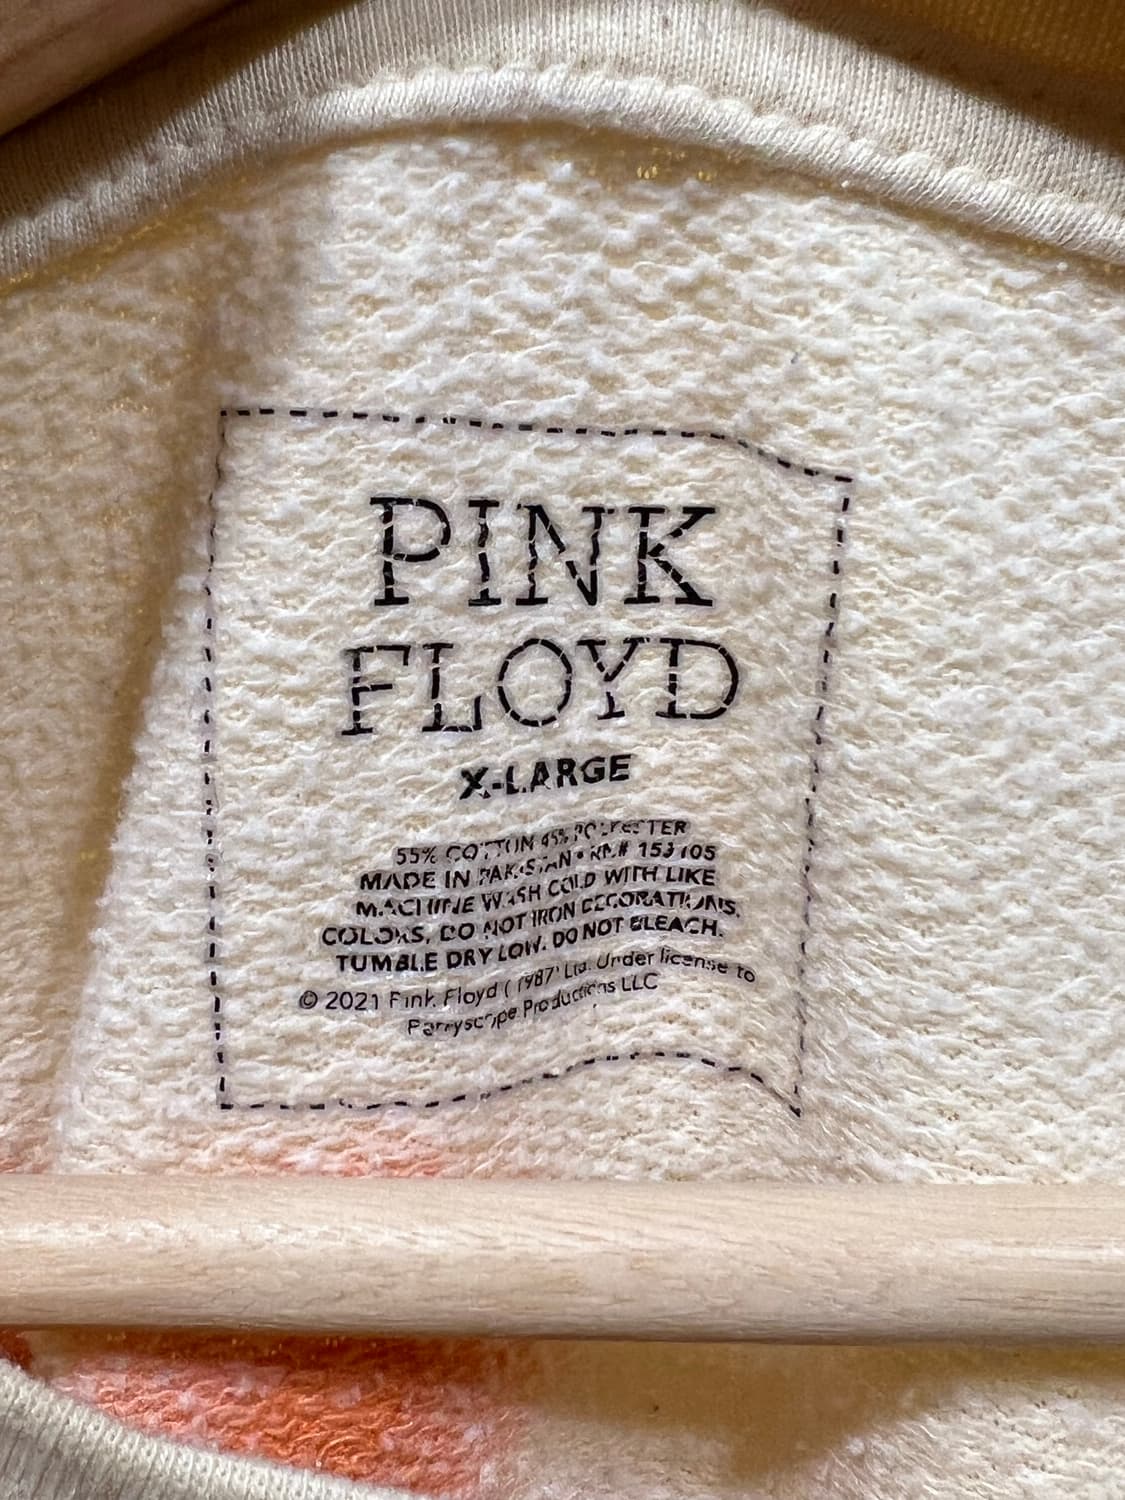 PINK
FLOYD
X-LARGE
55% COTTON 45% POLYESTER
MADE IN PAKISTAN • RN#
MACHINE WASH COLD WITH LIKE
COLORS, DO NOT IRON DECORATIONS.
TUMBLE DRY LOW. DO NOT BLEACH.
© 2021 Pink Floyd (1987) Ltd. Under license to
Perryscope Productions LLC